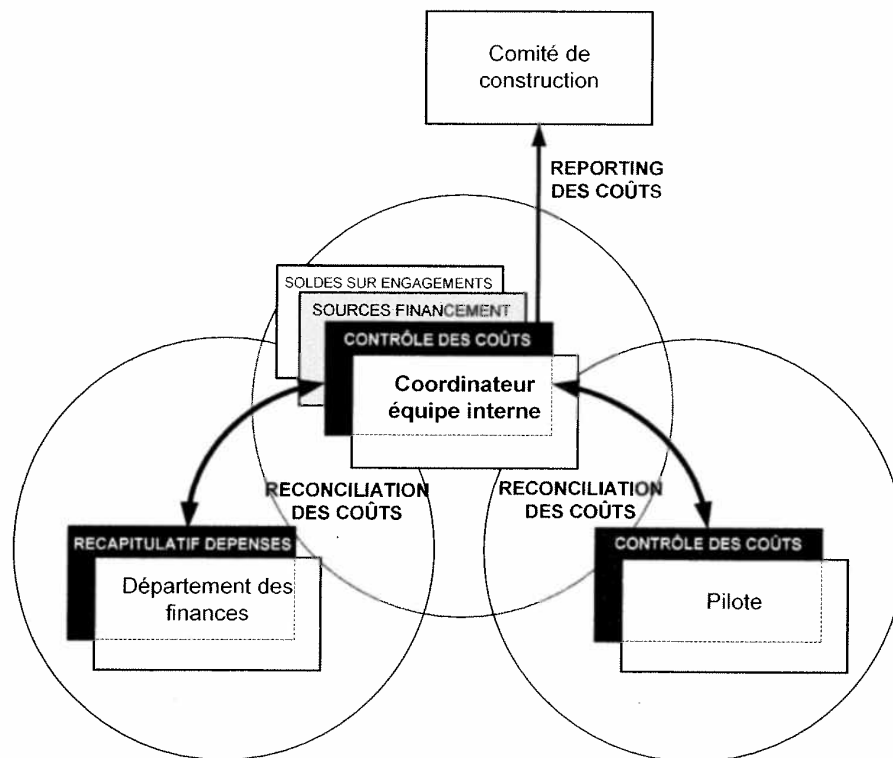 Comité de
construction
REPORTING
DES COÛTS
SOLDES SUR ENGAGEMENTS
SOURCES FINANCEMENT
CONTRÔLE DES COÛTS
Coordinateur
équipe interne
RECONCILIATION
DES COÛTS
RECONCILIATION
DES COÛTS
RECAPITULATIF DEPENSES
Département des
finances
CONTRÔLE DES COÛTS
Pilote